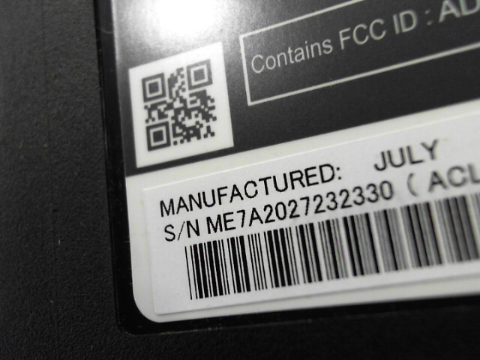 Contains FCC ID : AD
MANUFACTURED: JULY
S/N ME7A2027232330 ( ACL